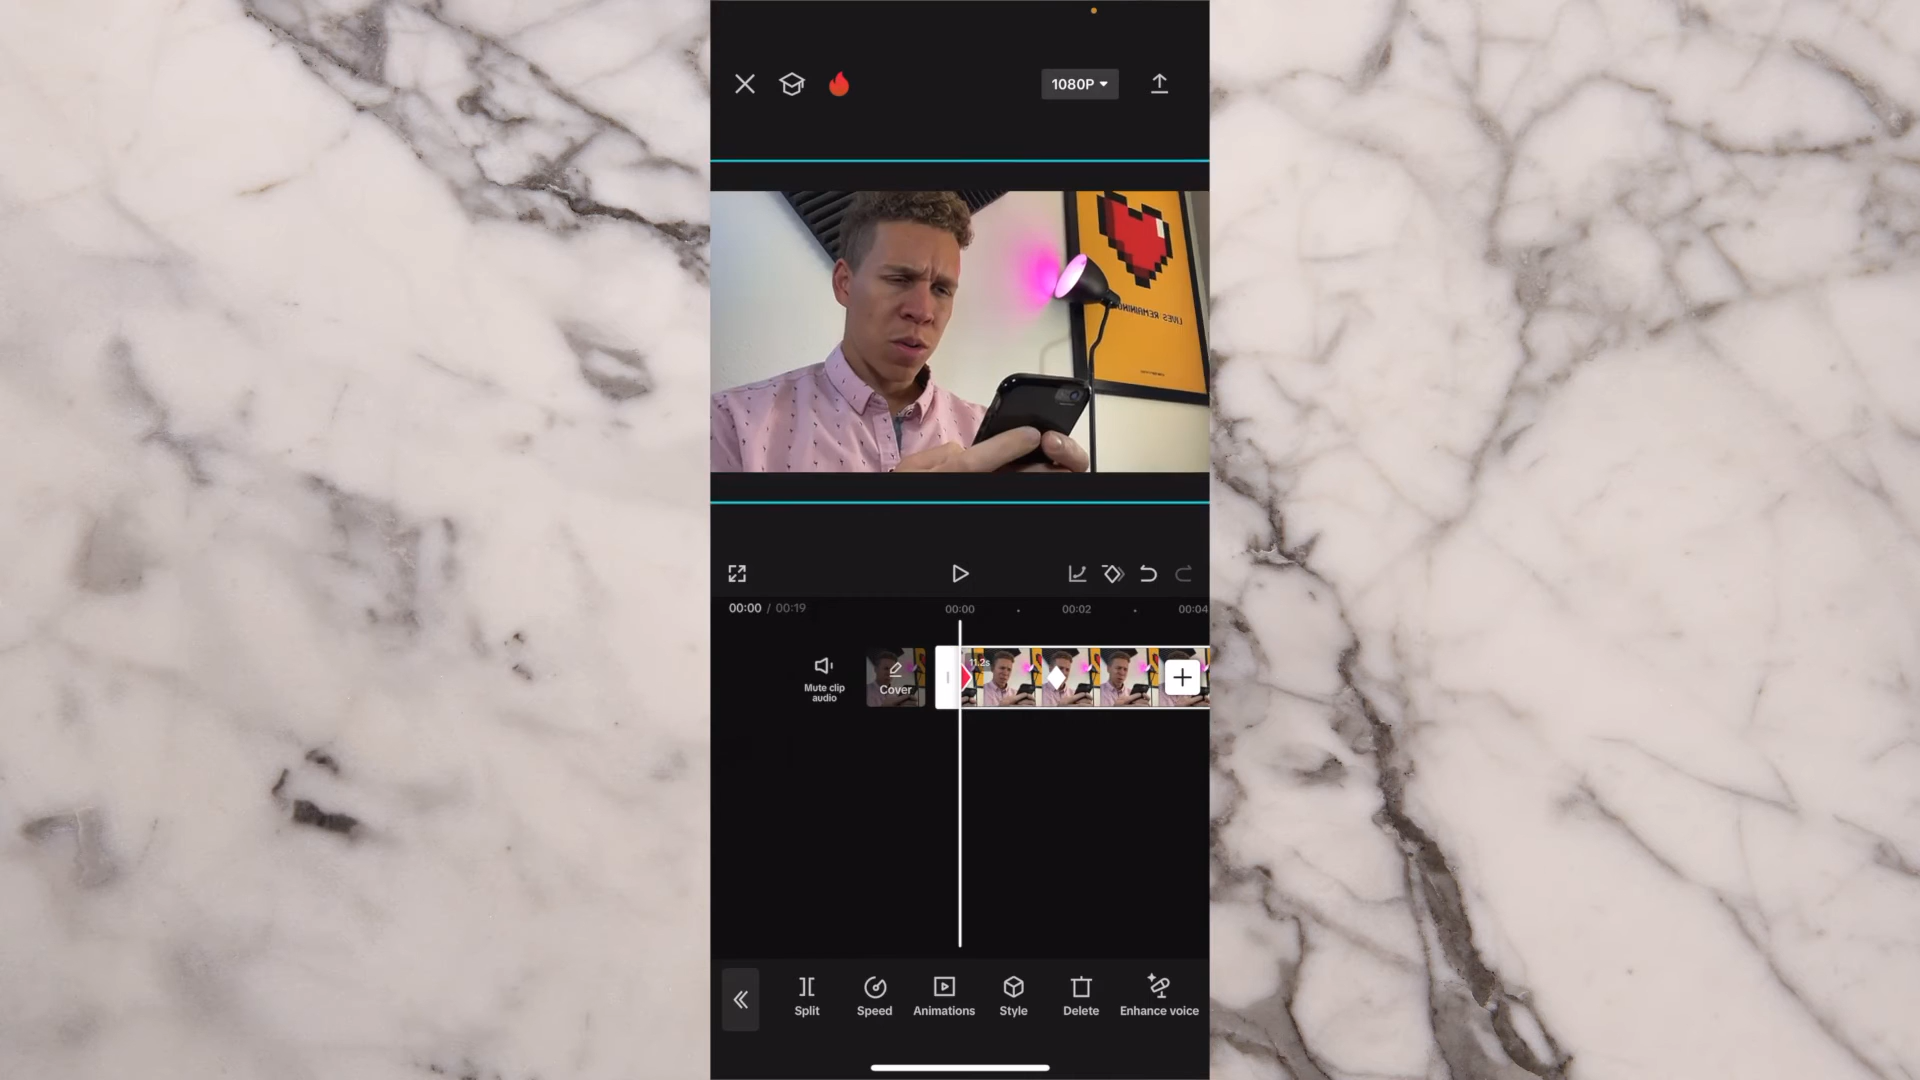 1080P
00:00 / 00:19
00:00
00:02
00:04
Mute clip
audio
Cover
11.2s
Split
Speed
Animations
Style
Delete
Enhance voice